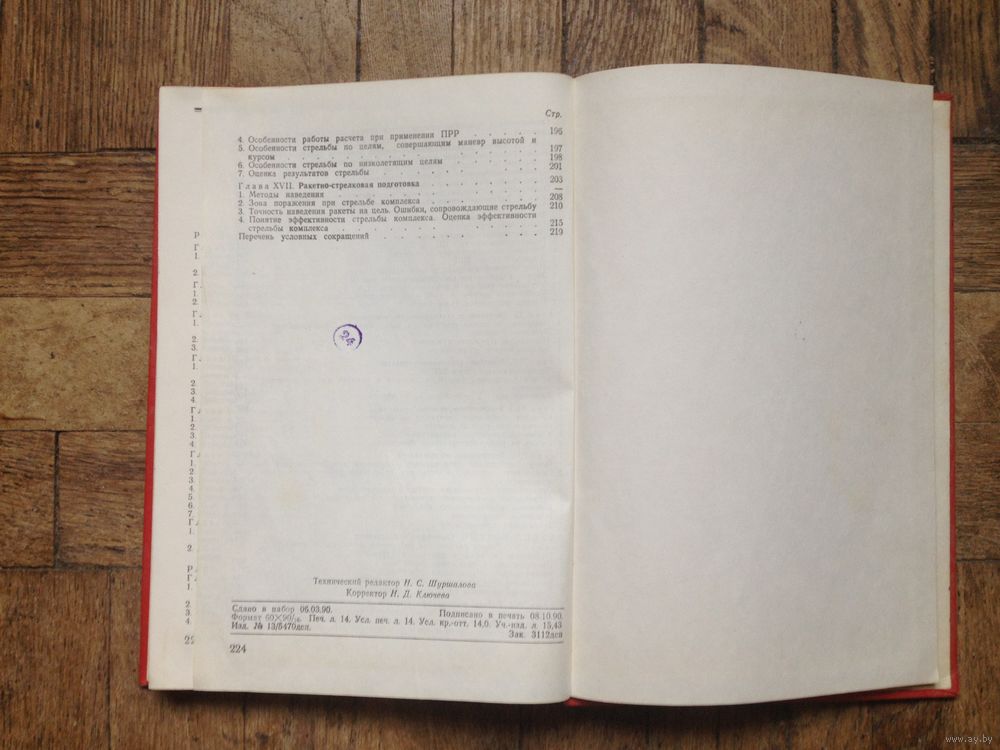 Стр.
4. Особенности работы расчета при применении ПРР . . . . . 196
5. Особенности стрельбы по целям, совершающим маневр высотой и
курсом . . . . . . . . . . 197
6. Особенности стрельбы по низколетящим целям . . . . . 198
7. Оценка результатов стрельбы . . . . . . . . 201
Глава XVII. Ракетно-стрелковая подготовка . . . . . . 203
1. Методы наведения . . . . . . . . . —
2. Зона поражения при стрельбе комплекса . . . . . . 208
3. Точность наведения ракеты на цель. Ошибки, сопровождающие стрельбу 210
4. Понятие эффективности стрельбы комплекса. Оценка эффективности
стрельбы комплекса . . . . . . . . . 215
Перечень условных сокращений . . . . . . . . 219
24
Технический редактор Н. С. Шуршалова
Корректор Н. Д. Ключева
Сдано в набор 06.03.90. Подписано в печать 08.10.90.
Формат 60×90/16. Печ. л. 14. Усл. печ. л. 14. Усл. кр.-отт. 14,0. Уч.-изд. л. 15,43
Изд. № 13/5470дсп. Зак. 3112дсп
224
www.ay.by